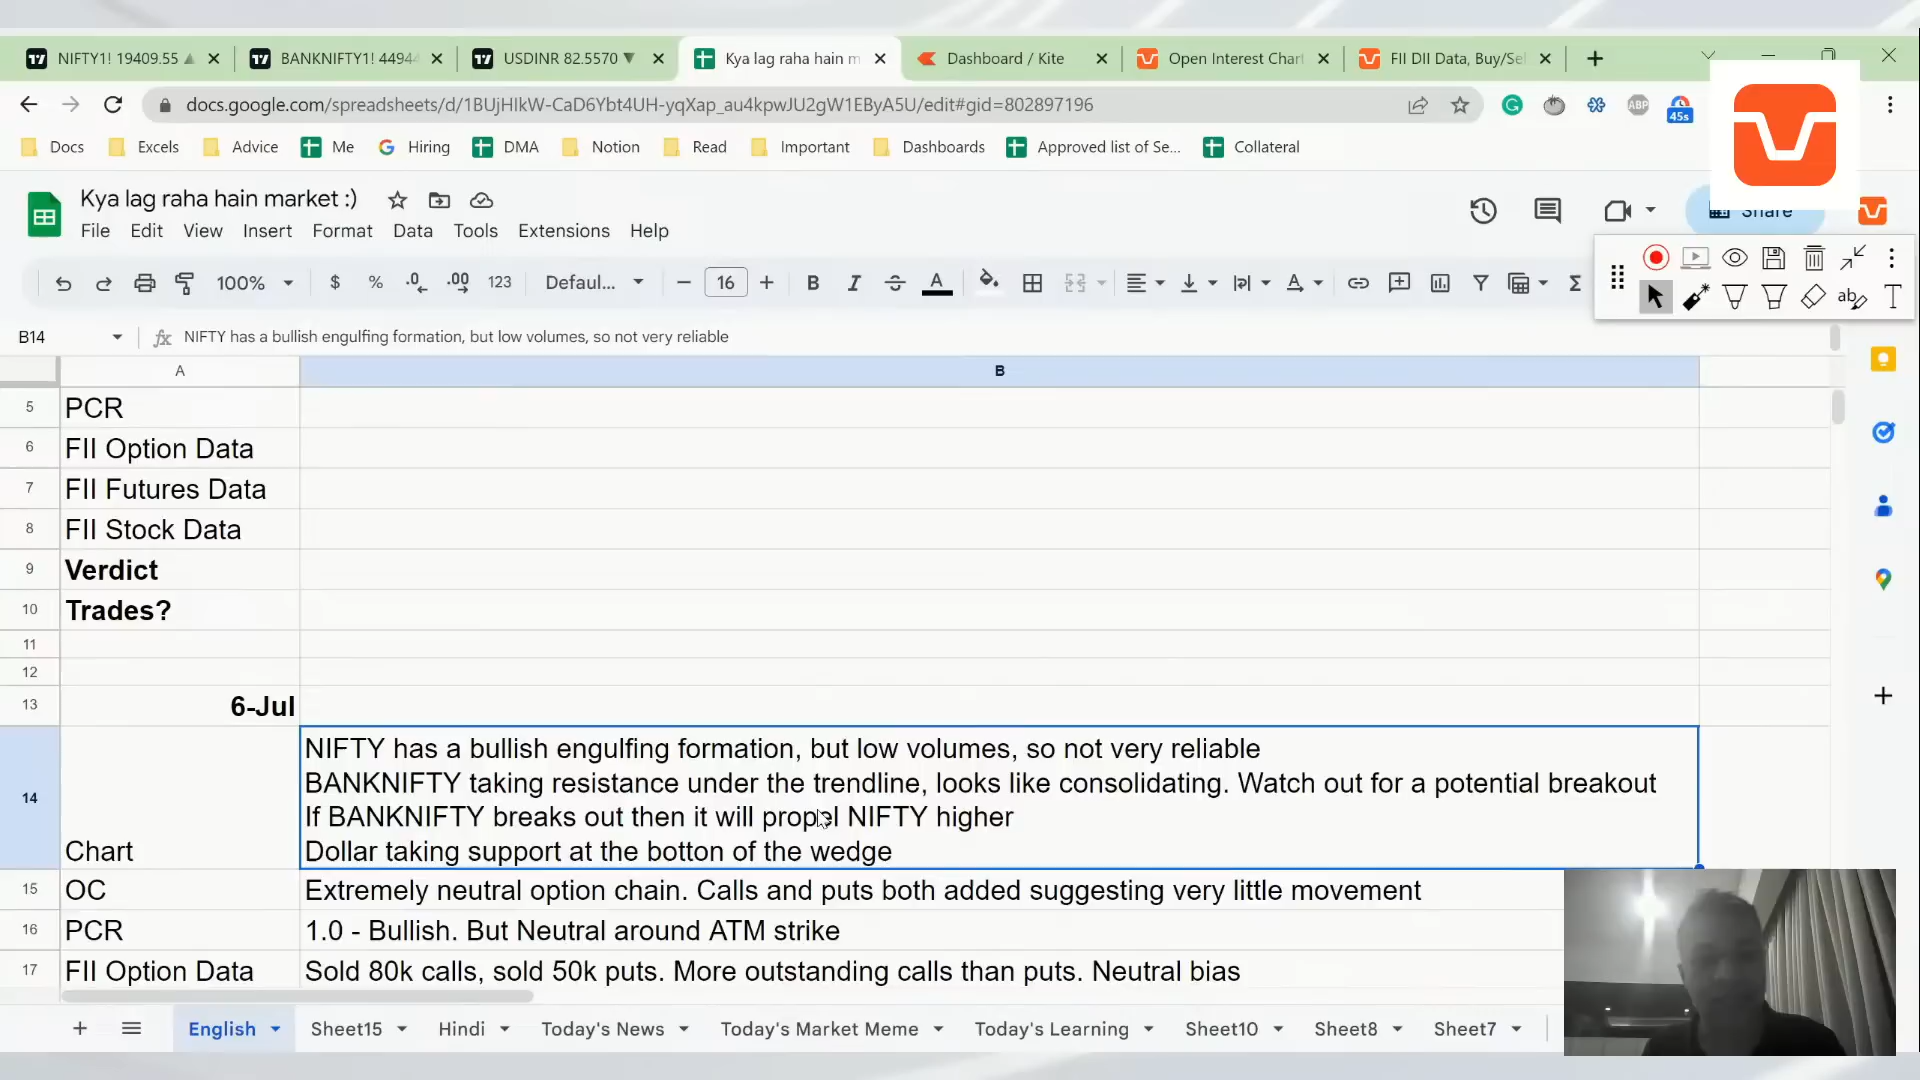 NIFTY1! 19409.55
BANKNIFTY1! 4494
USDINR 82.5570 ▼
Kya lag raha hain m
Dashboard / Kite
Open Interest Chart
FII DII Data, Buy/Sel
docs.google.com/spreadsheets/d/1BUjHIkW-CaD6Ybt4UH-yqXap_au4kpwJU2gW1EByA5U/edit#gid=802897196
ABP
45s
Docs
Excels
Advice
Me
Hiring
DMA
Notion
Read
Important
Dashboards
Approved list of Se...
Collateral
Kya lag raha hain market :)
Share
File Edit View Insert Format Data Tools Extensions Help
100% $ % .0 .00 123 Defaul... − 16 + B I A Σ
B14
fx NIFTY has a bullish engulfing formation, but low volumes, so not very reliable
A B
5 PCR
6 FII Option Data
7 FII Futures Data
8 FII Stock Data
9 Verdict
10 Trades?
11
12
13 6-Jul
NIFTY has a bullish engulfing formation, but low volumes, so not very reliable
BANKNIFTY taking resistance under the trendline, looks like consolidating. Watch out for a potential breakout
If BANKNIFTY breaks out then it will propel NIFTY higher
14 Chart Dollar taking support at the botton of the wedge
15 OC Extremely neutral option chain. Calls and puts both added suggesting very little movement
16 PCR 1.0 - Bullish. But Neutral around ATM strike
17 FII Option Data Sold 80k calls, sold 50k puts. More outstanding calls than puts. Neutral bias
English Sheet15 Hindi Today's News Today's Market Meme Today's Learning Sheet10 Sheet8 Sheet7